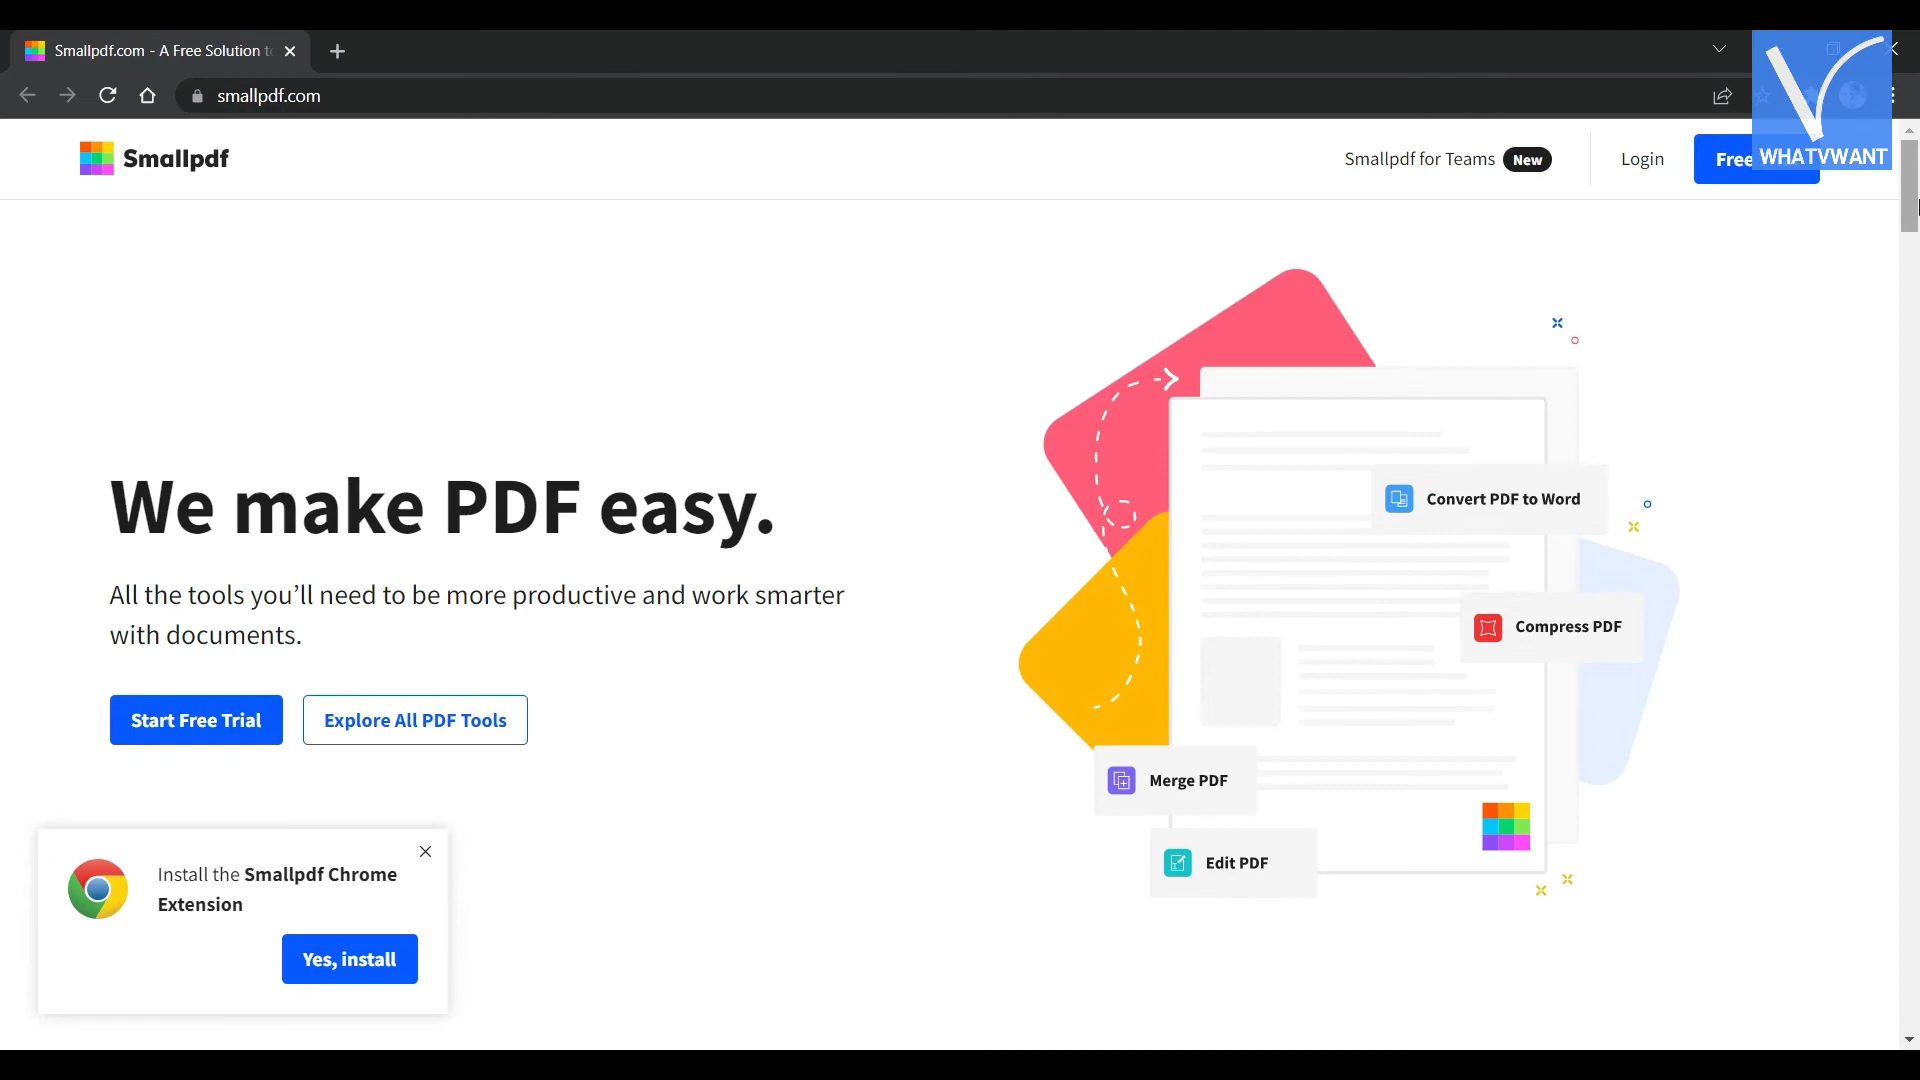 Smallpdf.com - A Free Solution to
smallpdf.com
WHATVWANT
Smallpdf
Smallpdf for Teams New
Login
Free
We make PDF easy.
All the tools you’ll need to be more productive and work smarter
with documents.
Start Free Trial
Explore All PDF Tools
Convert PDF to Word
Compress PDF
Merge PDF
Edit PDF
Install the Smallpdf Chrome
Extension
Yes, install